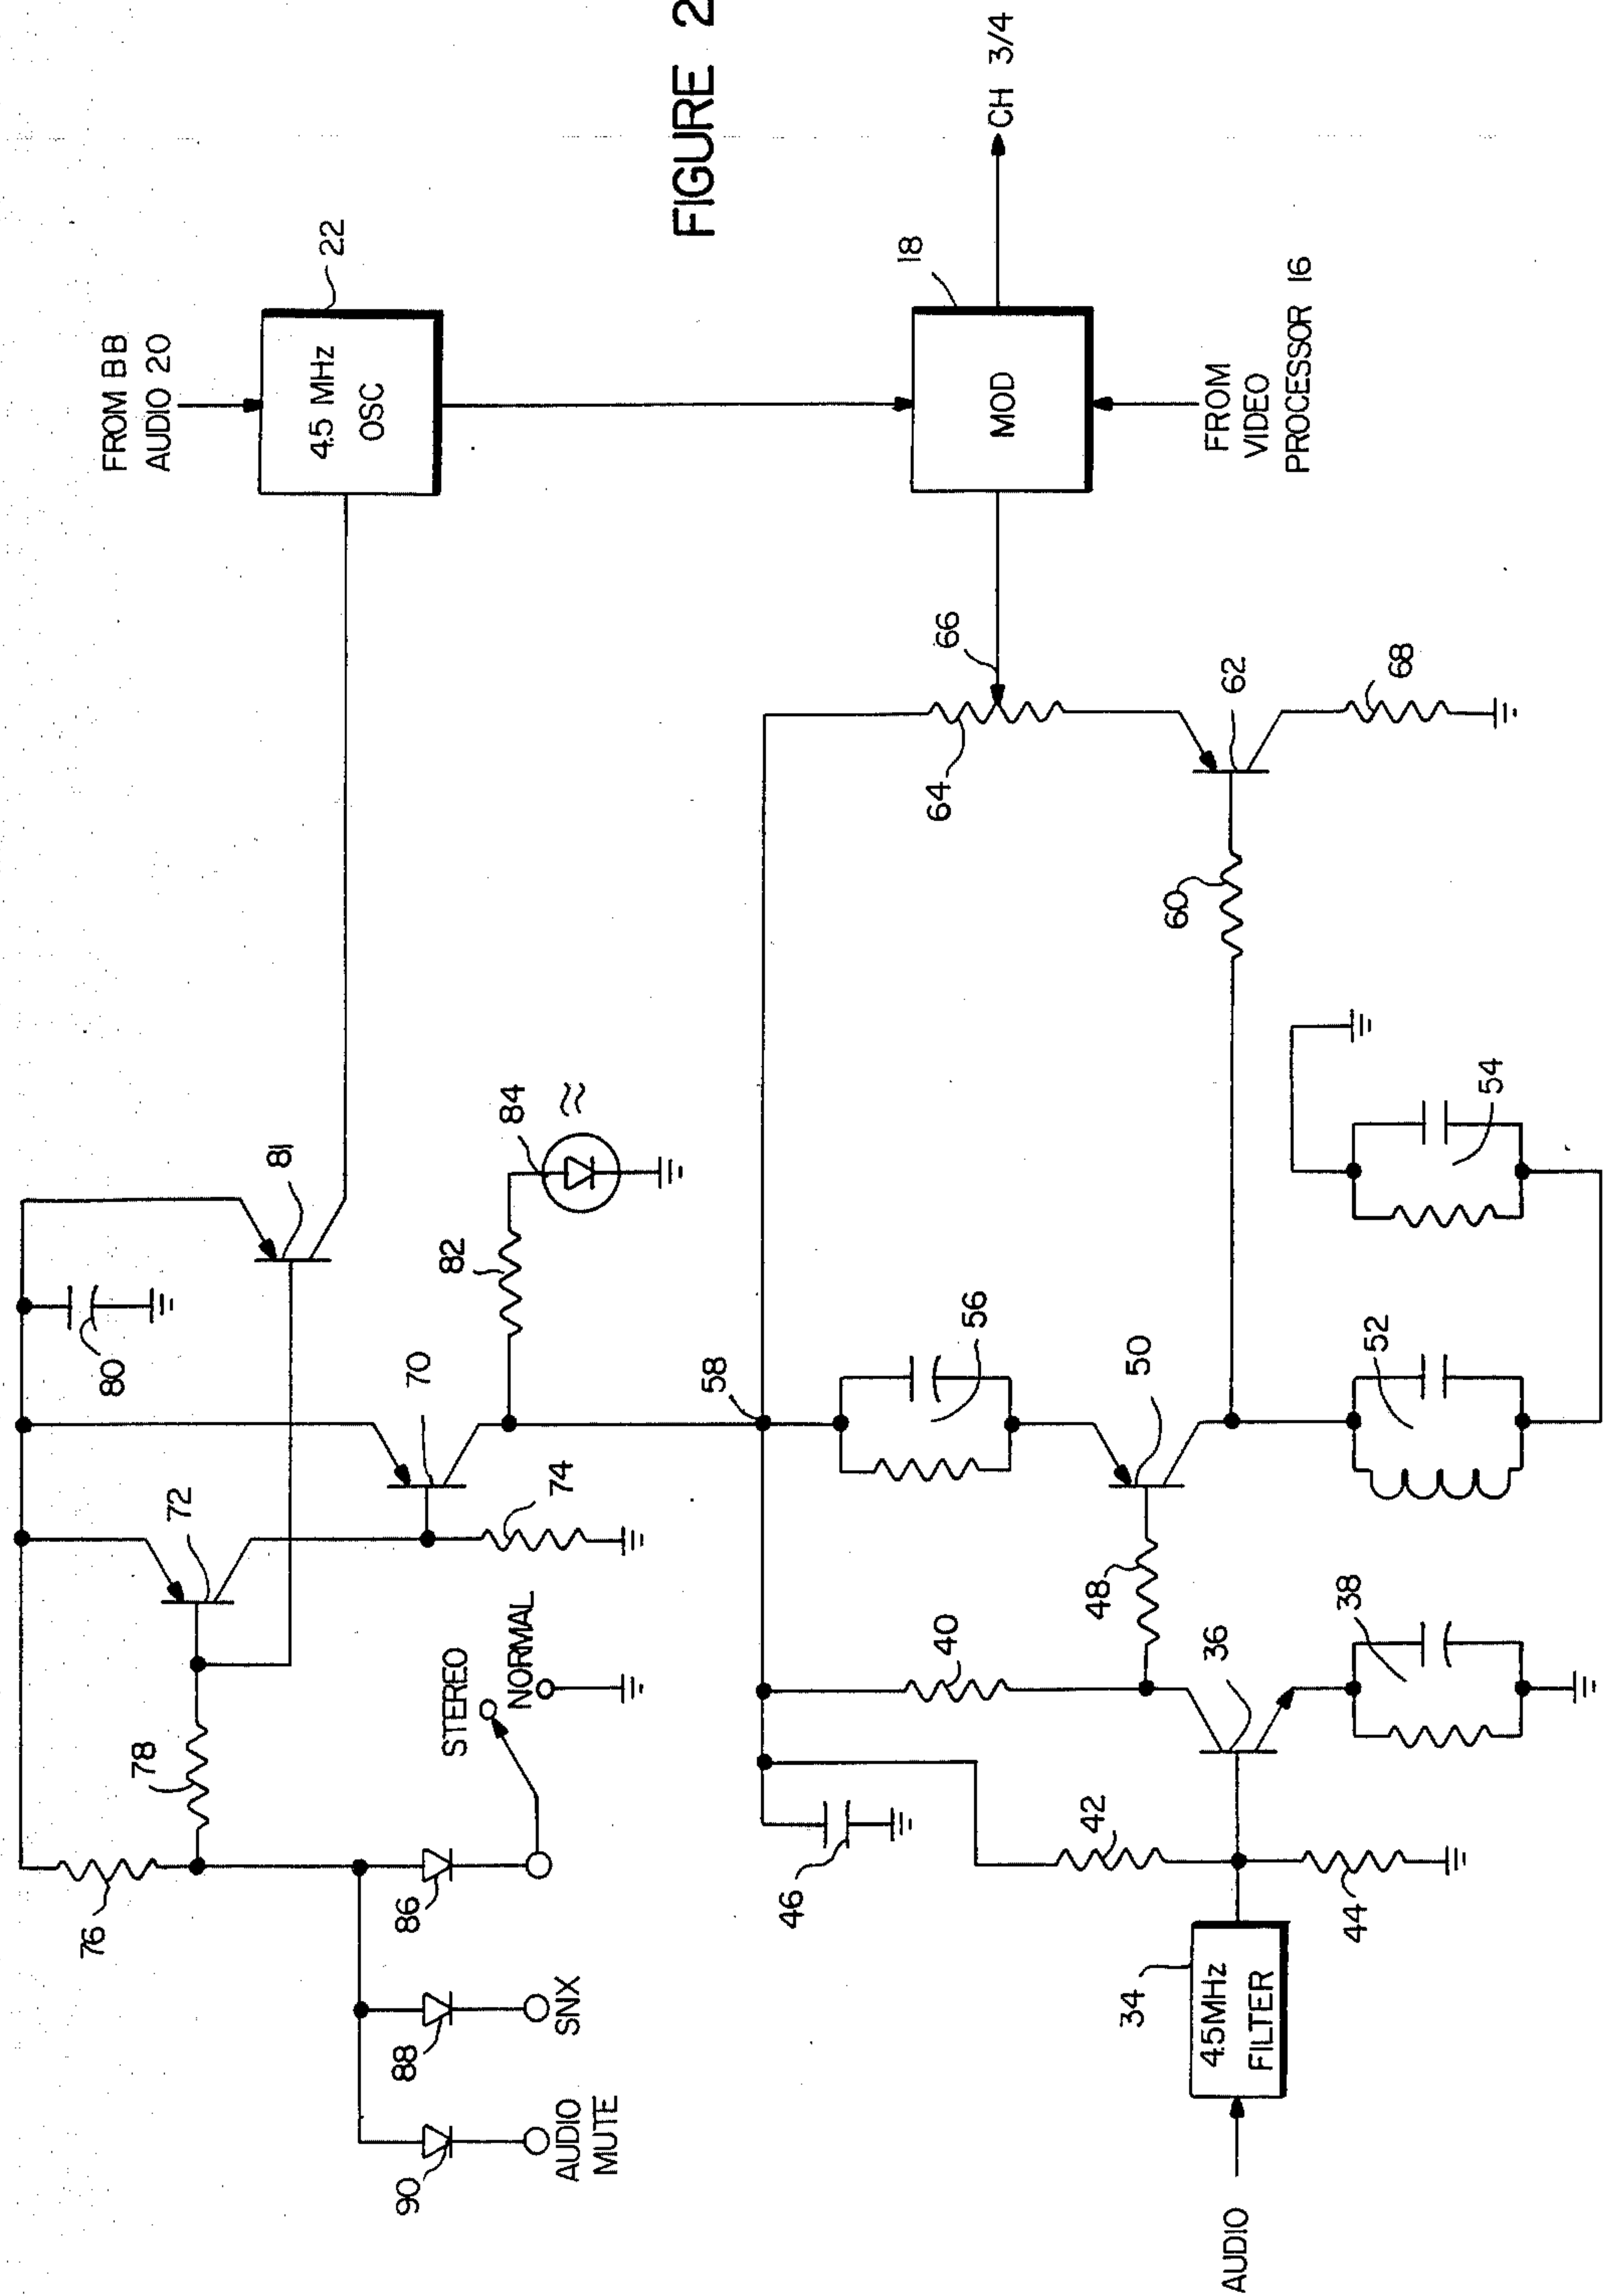 FIGURE 2
FROM BB
AUDIO 20
22
4.5 MHz
OSC
18
MOD
CH 3/4
FROM
VIDEO
PROCESSOR 16
66
64
62
68
60
81
80
84
82
70
72
74
78
76
STEREO
NORMAL
86
88
SNX
90
AUDIO
MUTE
58
56
50
52
54
48
40
36
38
46
42
44
34
4.5MHz
FILTER
AUDIO